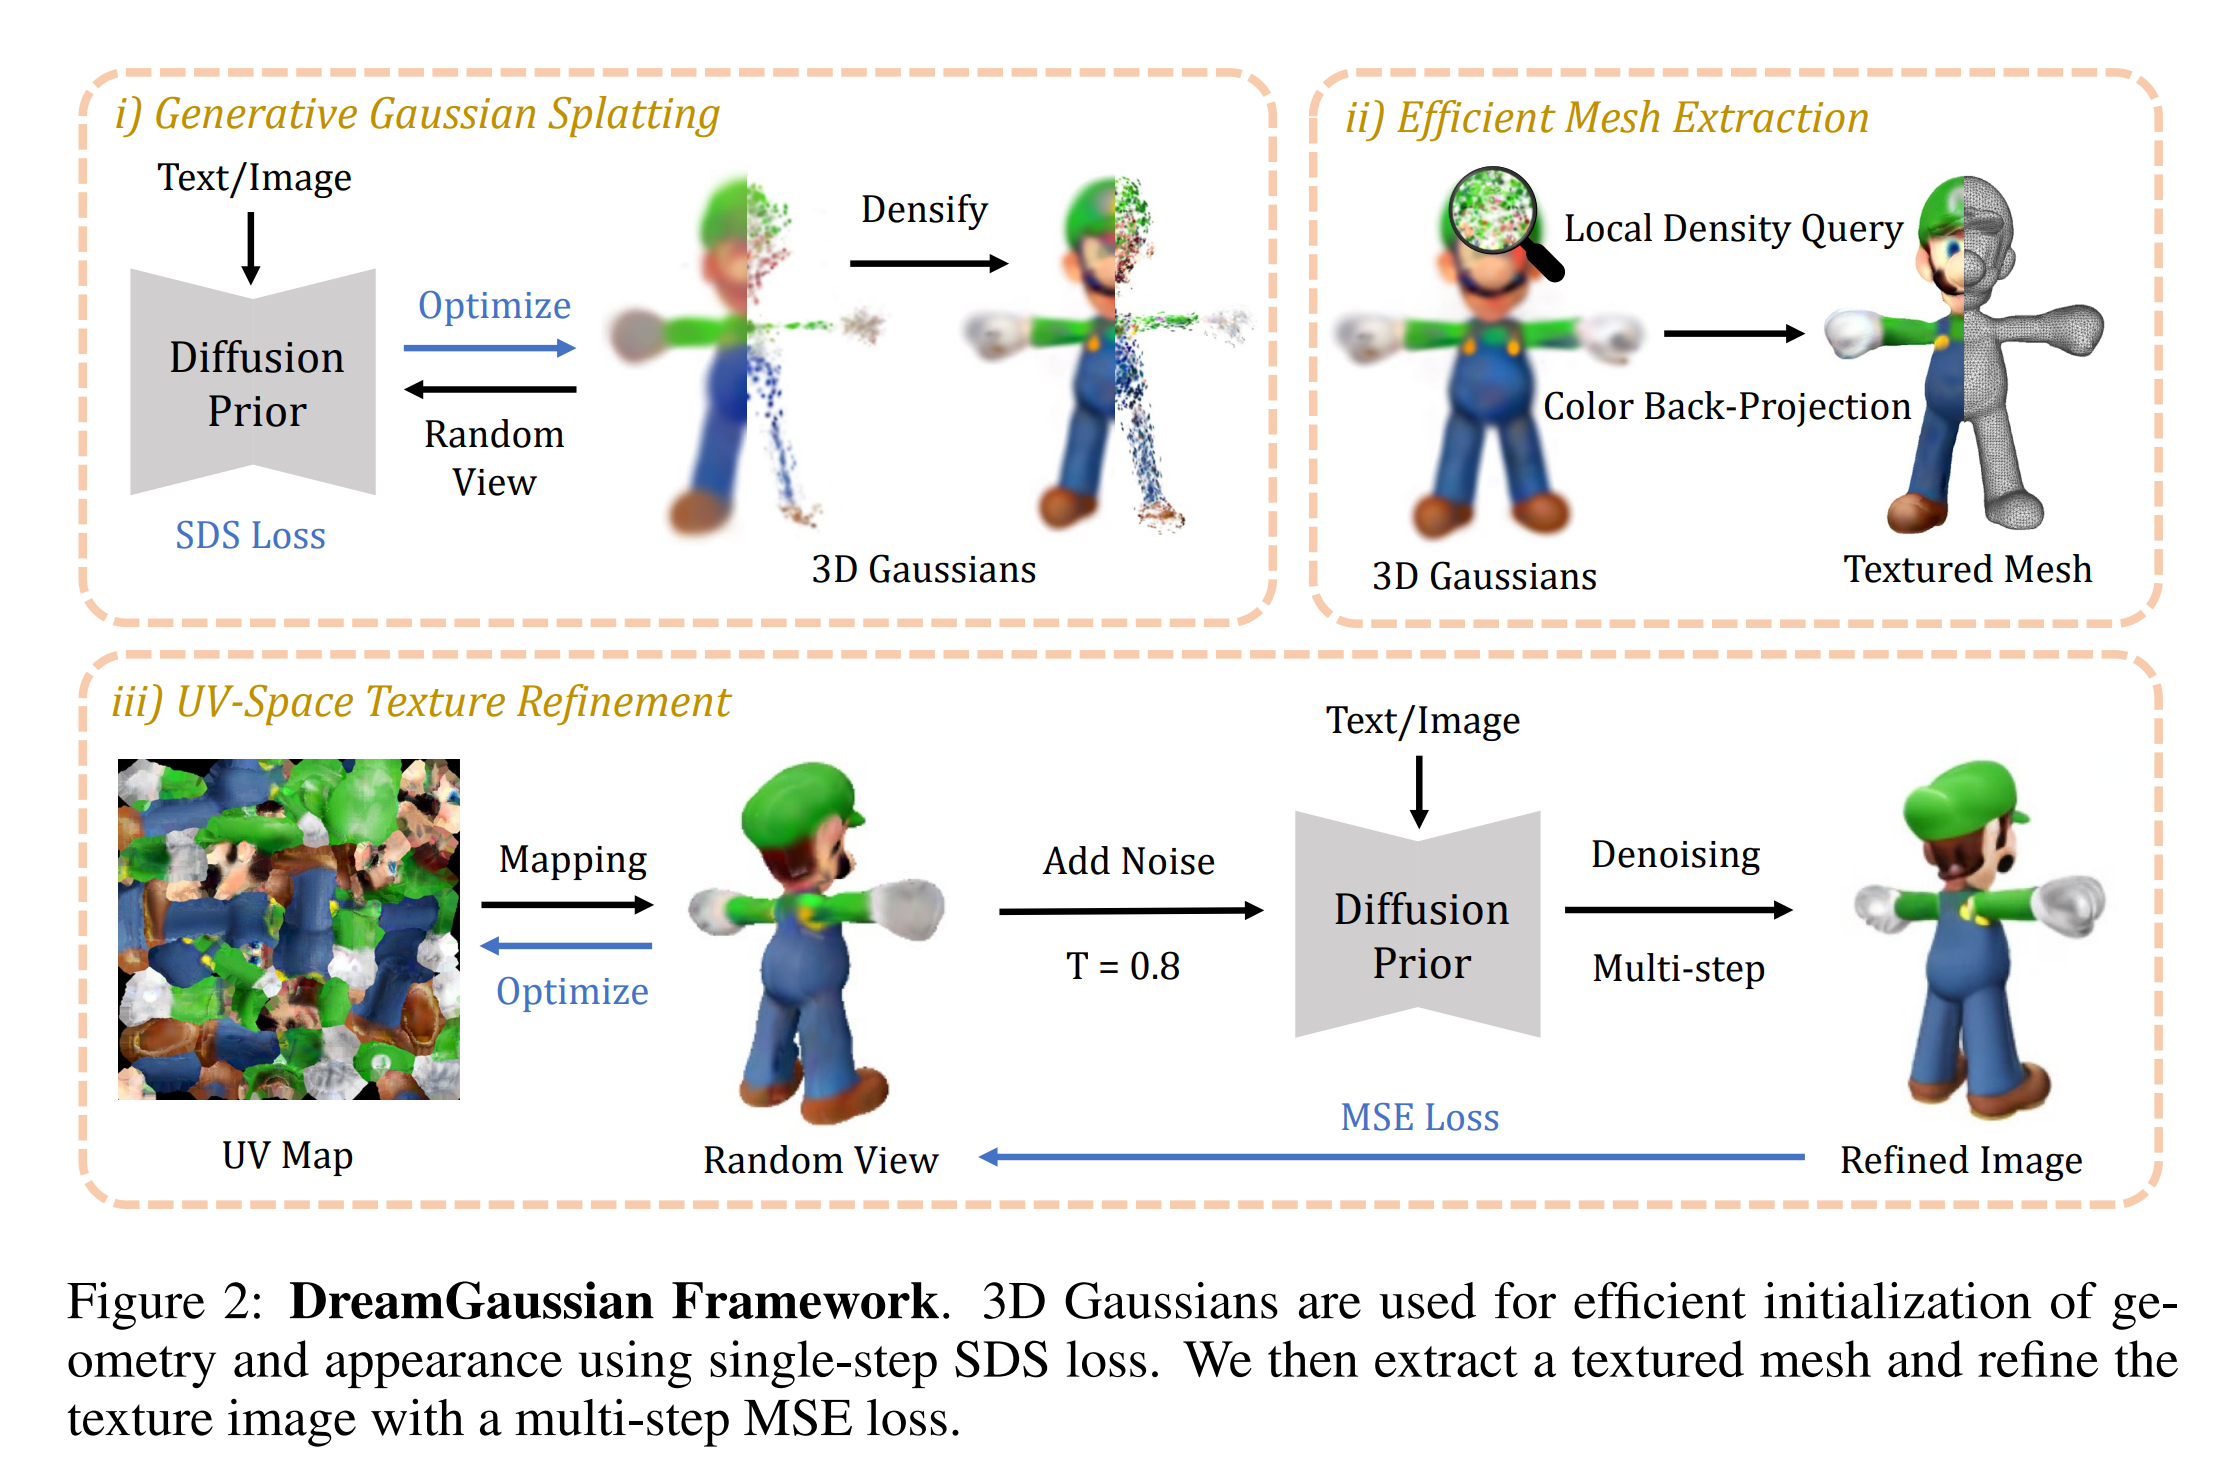 i) Generative Gaussian Splatting
Text/Image
Diffusion
Prior
SDS Loss
Optimize
Random
View
Densify
3D Gaussians
ii) Efficient Mesh Extraction
Local Density Query
Color Back-Projection
3D Gaussians
Textured Mesh
iii) UV-Space Texture Refinement
UV Map
Mapping
Optimize
Random View
Add Noise
T = 0.8
Text/Image
Diffusion
Prior
Denoising
Multi-step
MSE Loss
Refined Image
Figure 2: DreamGaussian Framework. 3D Gaussians are used for efficient initialization of ge-
ometry and appearance using single-step SDS loss. We then extract a textured mesh and refine the
texture image with a multi-step MSE loss.